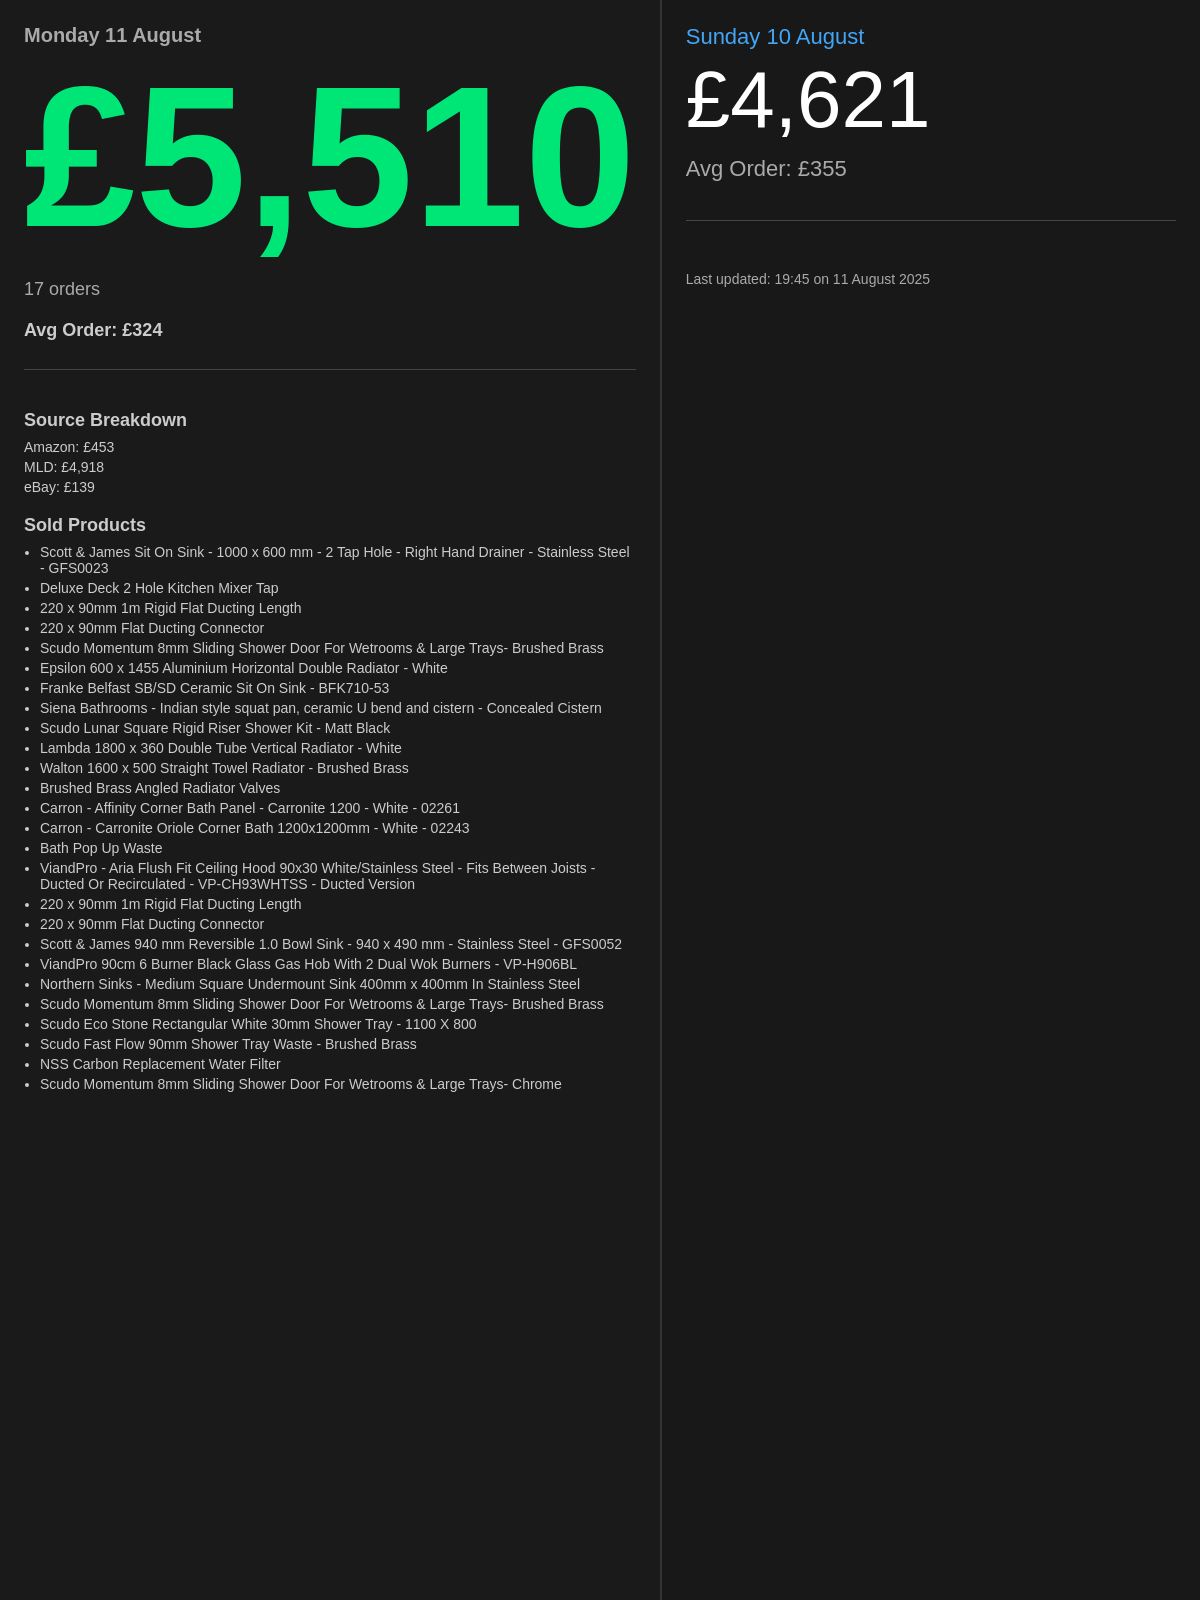 Monday 11 August
£5,510
17 orders
Avg Order: £324
Source Breakdown
Amazon: £453
MLD: £4,918
eBay: £139
Sold Products
• Scott & James Sit On Sink - 1000 x 600 mm - 2 Tap Hole - Right Hand Drainer - Stainless Steel
- GFS0023
• Deluxe Deck 2 Hole Kitchen Mixer Tap
• 220 x 90mm 1m Rigid Flat Ducting Length
• 220 x 90mm Flat Ducting Connector
• Scudo Momentum 8mm Sliding Shower Door For Wetrooms & Large Trays- Brushed Brass
• Epsilon 600 x 1455 Aluminium Horizontal Double Radiator - White
• Franke Belfast SB/SD Ceramic Sit On Sink - BFK710-53
• Siena Bathrooms - Indian style squat pan, ceramic U bend and cistern - Concealed Cistern
• Scudo Lunar Square Rigid Riser Shower Kit - Matt Black
• Lambda 1800 x 360 Double Tube Vertical Radiator - White
• Walton 1600 x 500 Straight Towel Radiator - Brushed Brass
• Brushed Brass Angled Radiator Valves
• Carron - Affinity Corner Bath Panel - Carronite 1200 - White - 02261
• Carron - Carronite Oriole Corner Bath 1200x1200mm - White - 02243
• Bath Pop Up Waste
• ViandPro - Aria Flush Fit Ceiling Hood 90x30 White/Stainless Steel - Fits Between Joists -
Ducted Or Recirculated - VP-CH93WHTSS - Ducted Version
• 220 x 90mm 1m Rigid Flat Ducting Length
• 220 x 90mm Flat Ducting Connector
• Scott & James 940 mm Reversible 1.0 Bowl Sink - 940 x 490 mm - Stainless Steel - GFS0052
• ViandPro 90cm 6 Burner Black Glass Gas Hob With 2 Dual Wok Burners - VP-H906BL
• Northern Sinks - Medium Square Undermount Sink 400mm x 400mm In Stainless Steel
• Scudo Momentum 8mm Sliding Shower Door For Wetrooms & Large Trays- Brushed Brass
• Scudo Eco Stone Rectangular White 30mm Shower Tray - 1100 X 800
• Scudo Fast Flow 90mm Shower Tray Waste - Brushed Brass
• NSS Carbon Replacement Water Filter
• Scudo Momentum 8mm Sliding Shower Door For Wetrooms & Large Trays- Chrome
Sunday 10 August
£4,621
Avg Order: £355
Last updated: 19:45 on 11 August 2025